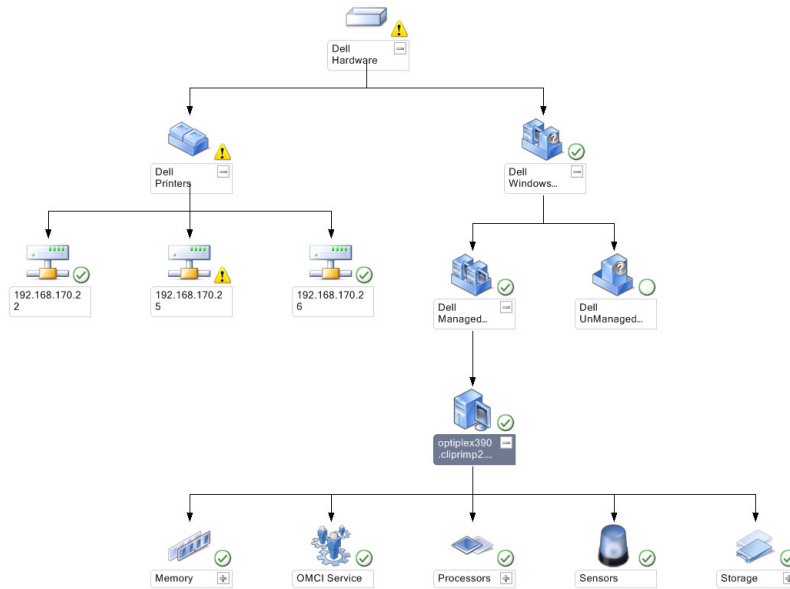 Dell
Hardware
Dell
Printers
Dell
Windows...
192.168.170.2
2
192.168.170.2
5
192.168.170.2
6
Dell
Managed...
Dell
UnManaged...
optiplex390
.cliprimp2....
Memory
OMCI Service
Processors
Sensors
Storage